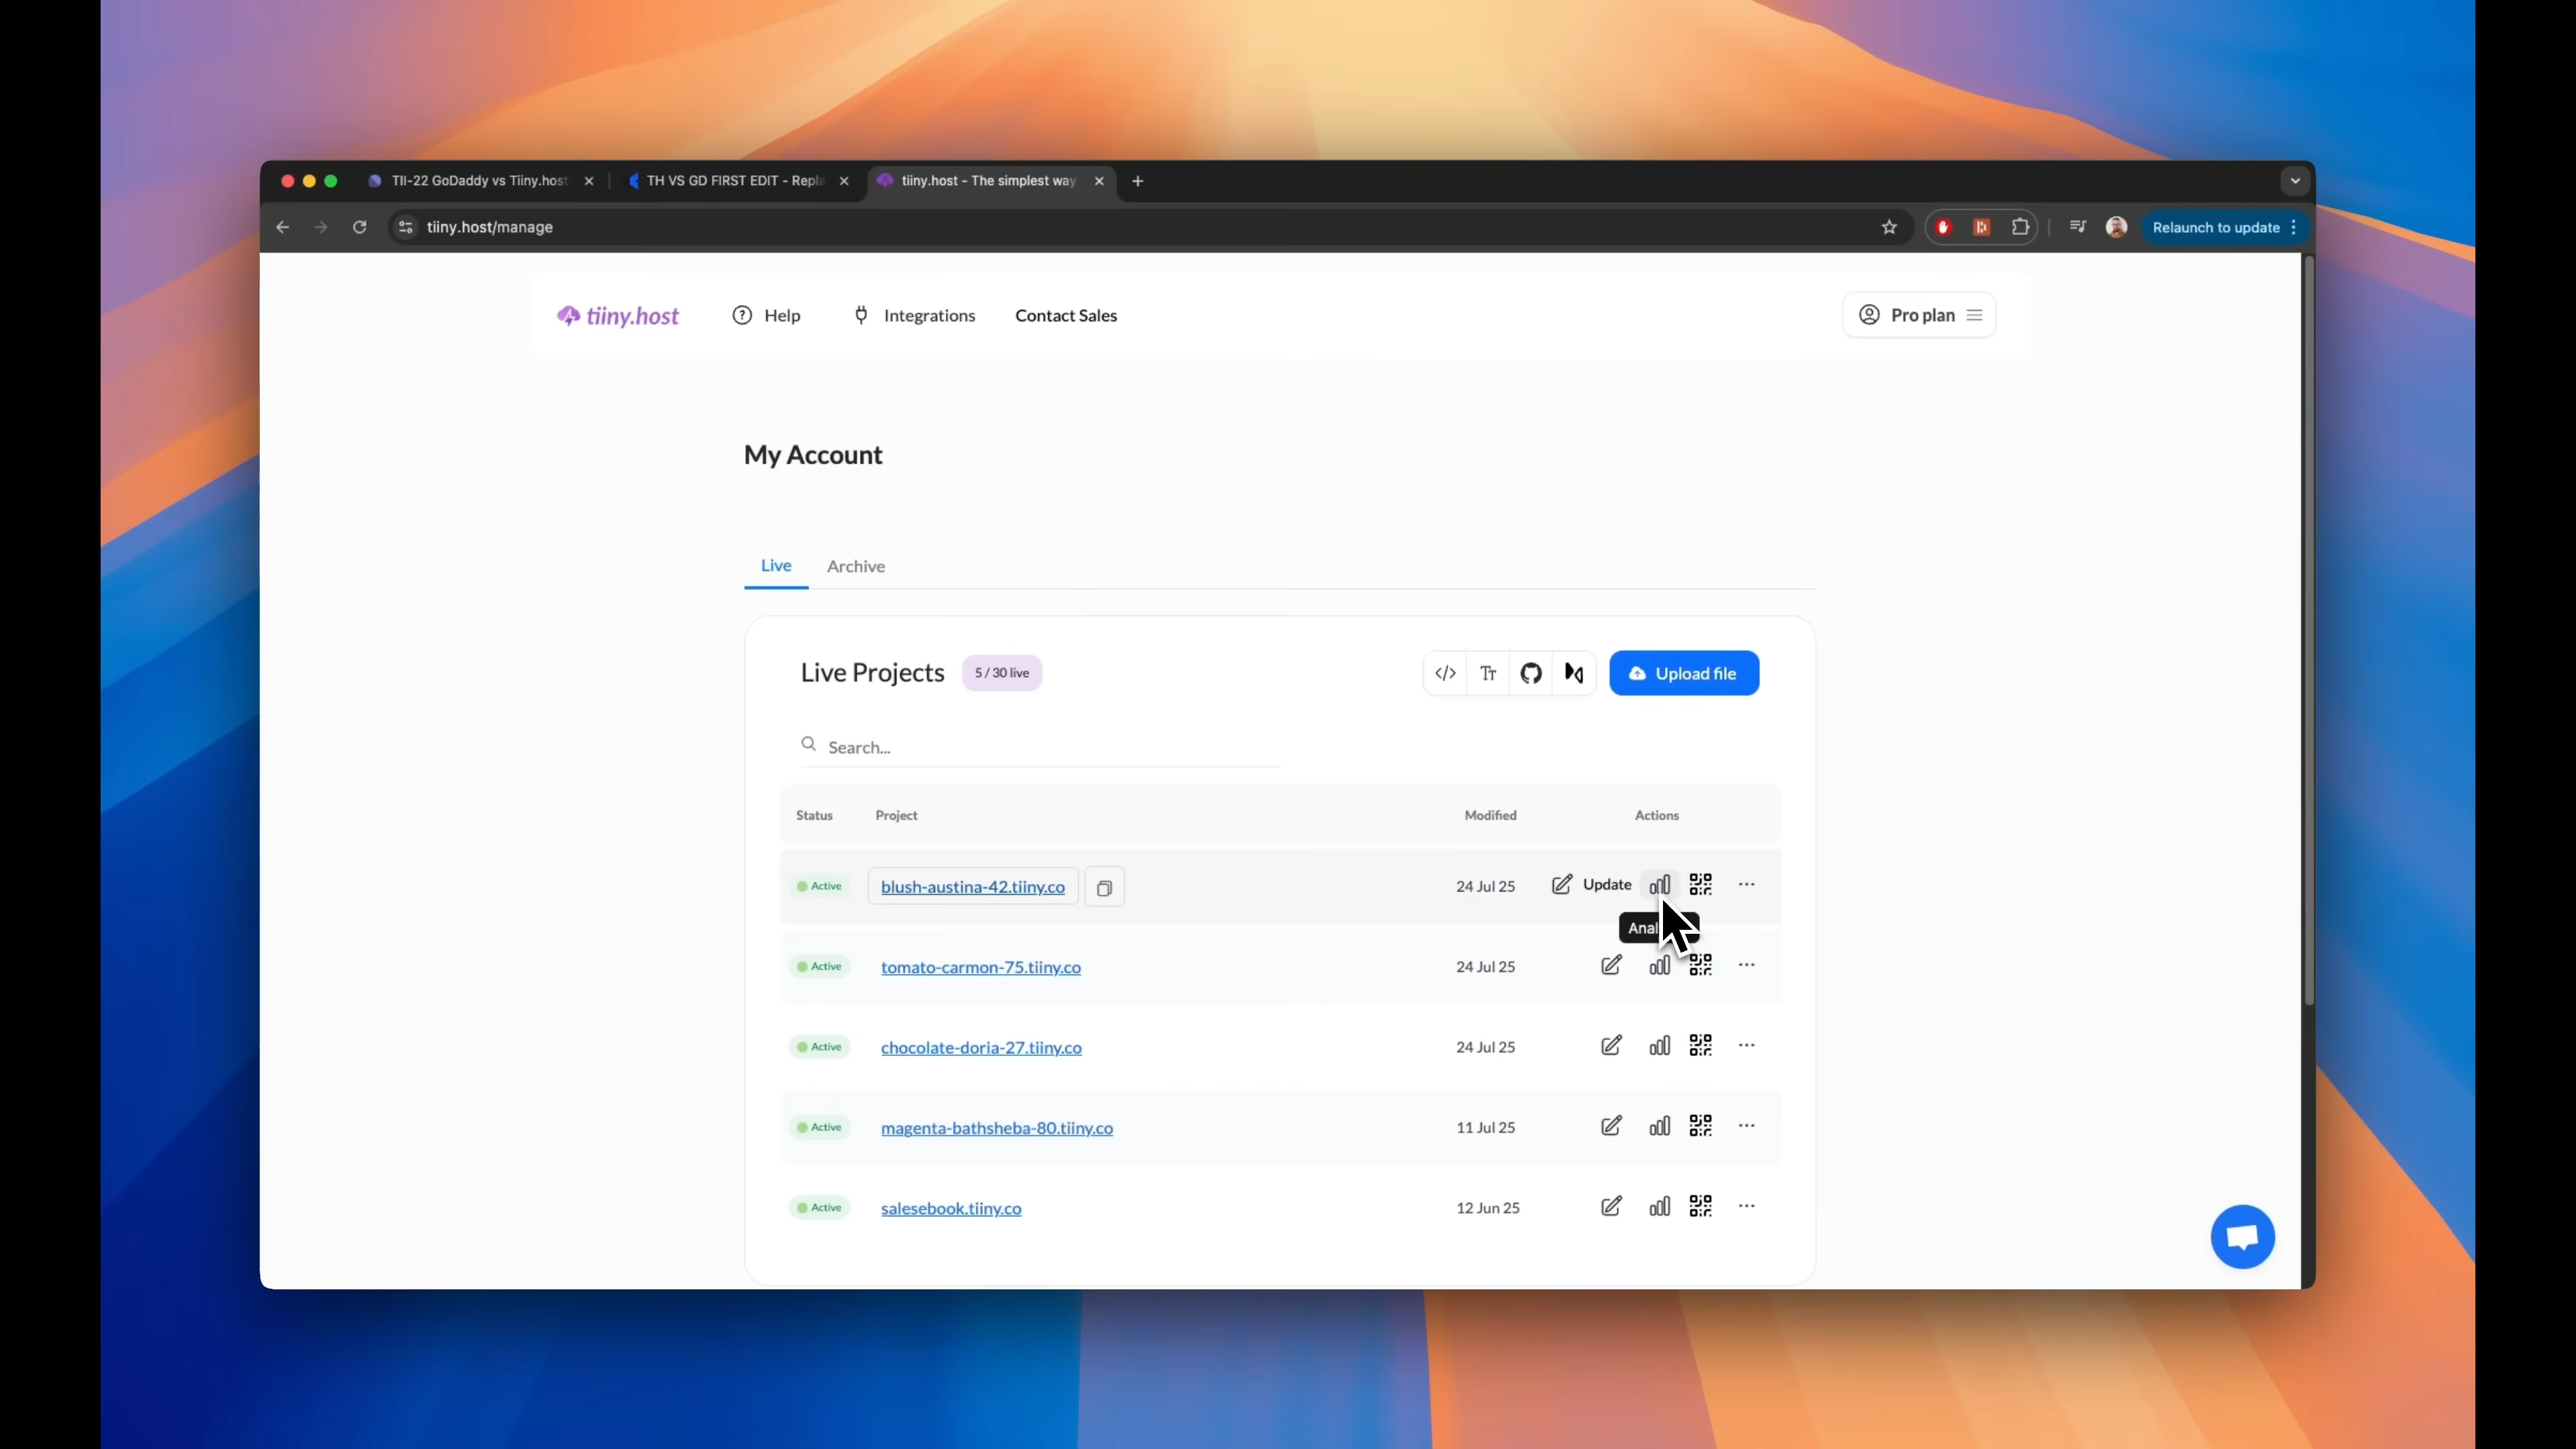 TII-22 GoDaddy vs Tiiny.host
TH VS GD FIRST EDIT - Repla
tiiny.host - The simplest way
tiiny.host/manage
Relaunch to update
tiiny.host
Help
Integrations
Contact Sales
Pro plan
My Account
Live
Archive
Live Projects
5 / 30 live
Upload file
Search...
Status
Project
Modified
Actions
Active
blush-austina-42.tiiny.co
24 Jul 25
Update
Active
tomato-carmon-75.tiiny.co
24 Jul 25
Active
chocolate-doria-27.tiiny.co
24 Jul 25
Active
magenta-bathsheba-80.tiiny.co
11 Jul 25
Active
salesebook.tiiny.co
12 Jun 25